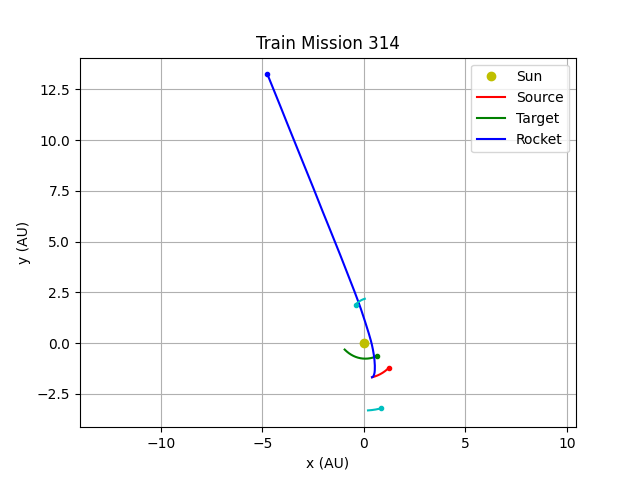 Train Mission 314
Sun
Source
Target
Rocket
12.5
10.0
7.5
5.0
2.5
0.0
−2.5
y (AU)
−10
−5
0
5
10
x (AU)